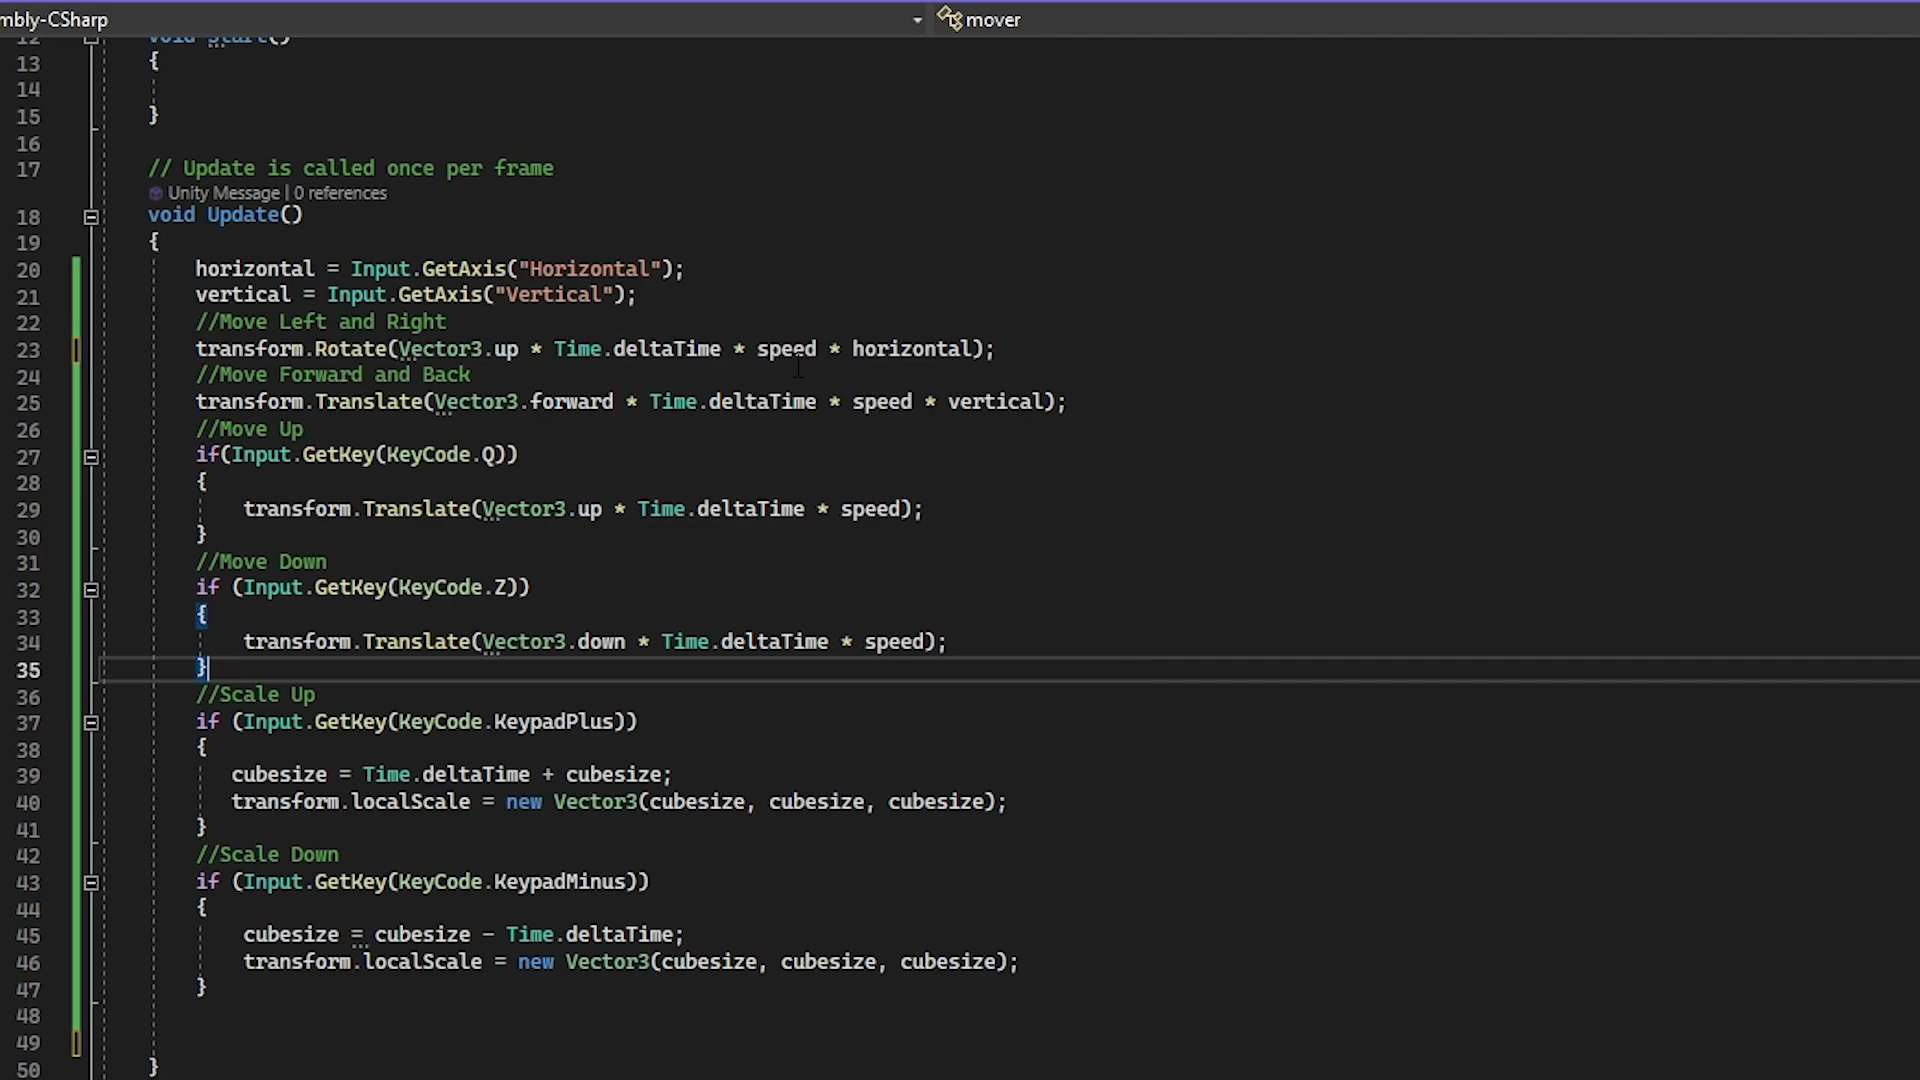 mbly-CSharp
mover
12 void Start()
13 {
14
15 }
16
17 // Update is called once per frame
Unity Message | 0 references
18 void Update()
19 {
20 horizontal = Input.GetAxis("Horizontal");
21 vertical = Input.GetAxis("Vertical");
22 //Move Left and Right
23 transform.Rotate(Vector3.up * Time.deltaTime * speed * horizontal);
24 //Move Forward and Back
25 transform.Translate(Vector3.forward * Time.deltaTime * speed * vertical);
26 //Move Up
27 if(Input.GetKey(KeyCode.Q))
28 {
29 transform.Translate(Vector3.up * Time.deltaTime * speed);
30 }
31 //Move Down
32 if (Input.GetKey(KeyCode.Z))
33 {
34 transform.Translate(Vector3.down * Time.deltaTime * speed);
35 }
36 //Scale Up
37 if (Input.GetKey(KeyCode.KeypadPlus))
38 {
39 cubesize = Time.deltaTime + cubesize;
40 transform.localScale = new Vector3(cubesize, cubesize, cubesize);
41 }
42 //Scale Down
43 if (Input.GetKey(KeyCode.KeypadMinus))
44 {
45 cubesize = cubesize - Time.deltaTime;
46 transform.localScale = new Vector3(cubesize, cubesize, cubesize);
47 }
48
49
50 }